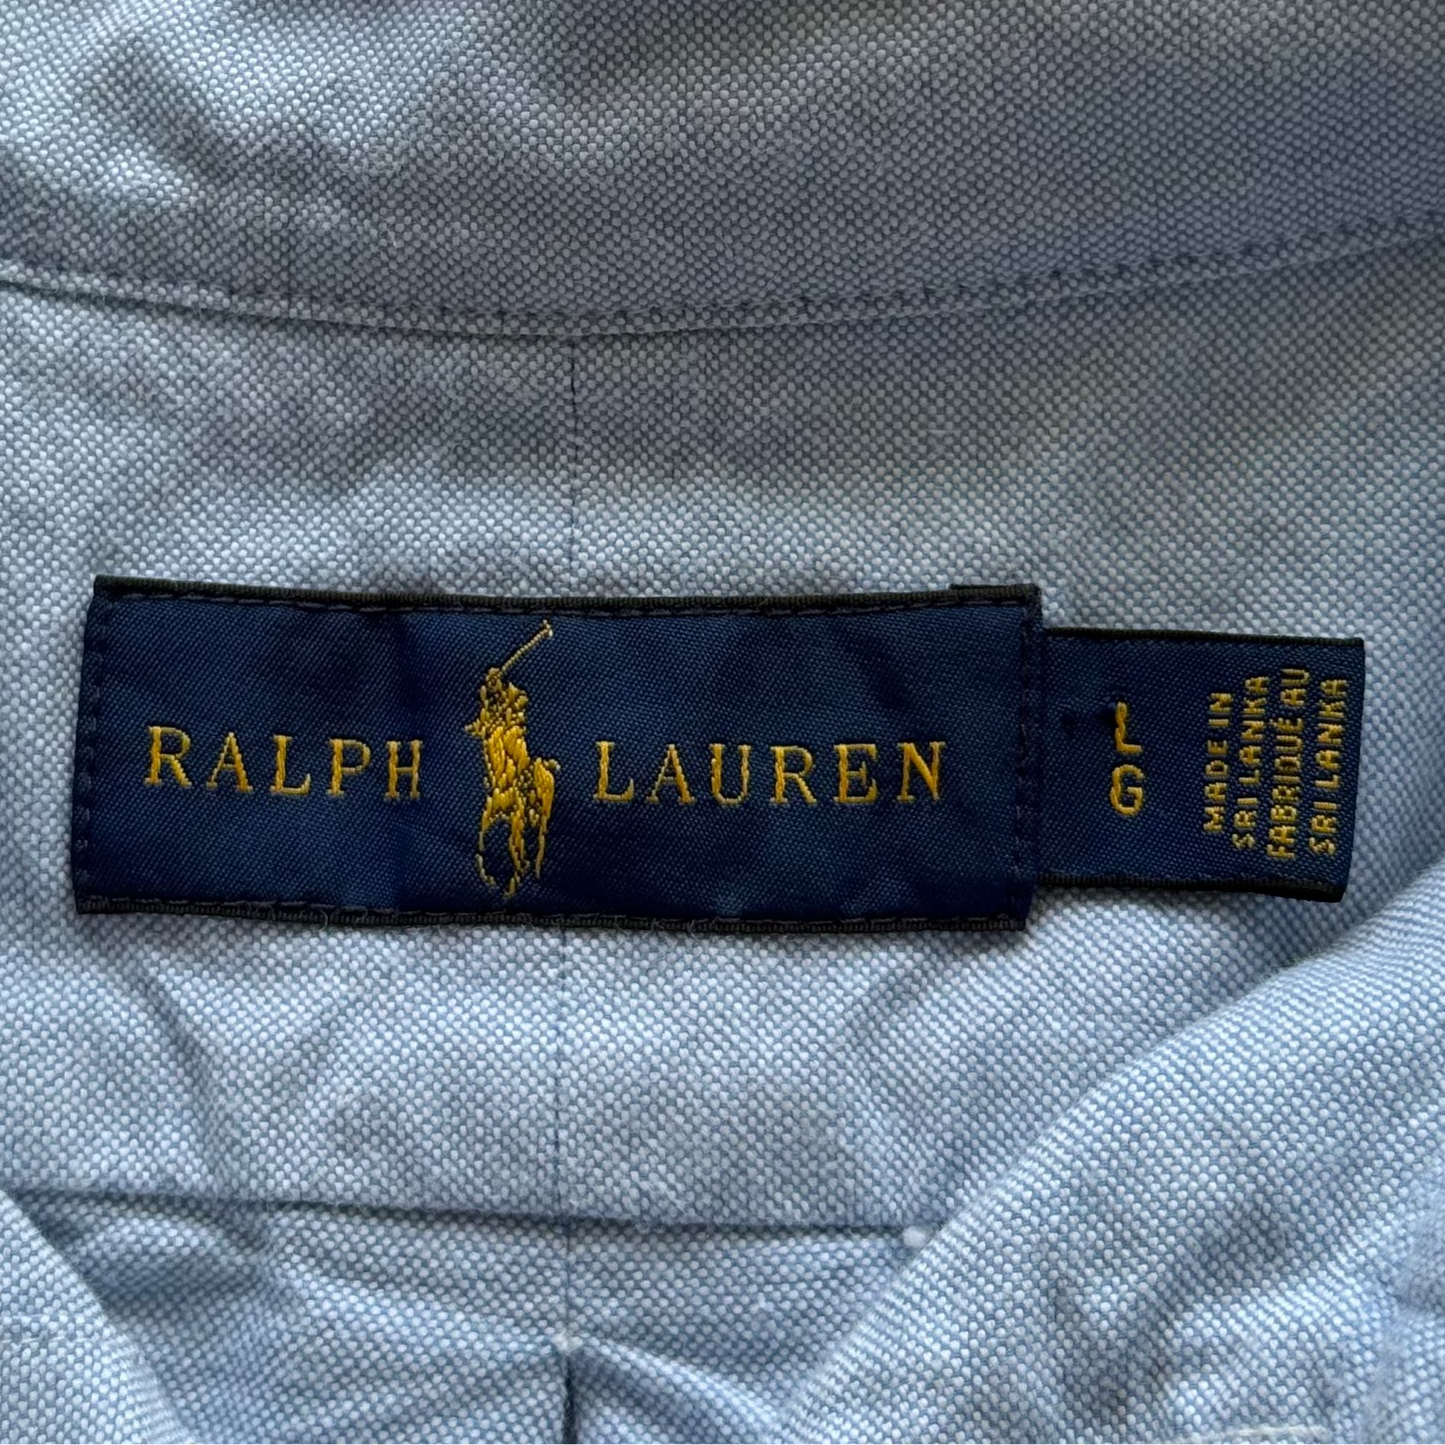 RALPH LAUREN
L
G
MADE IN
SRI LANKA
FABRIQUÉ AU
SRI LANKA